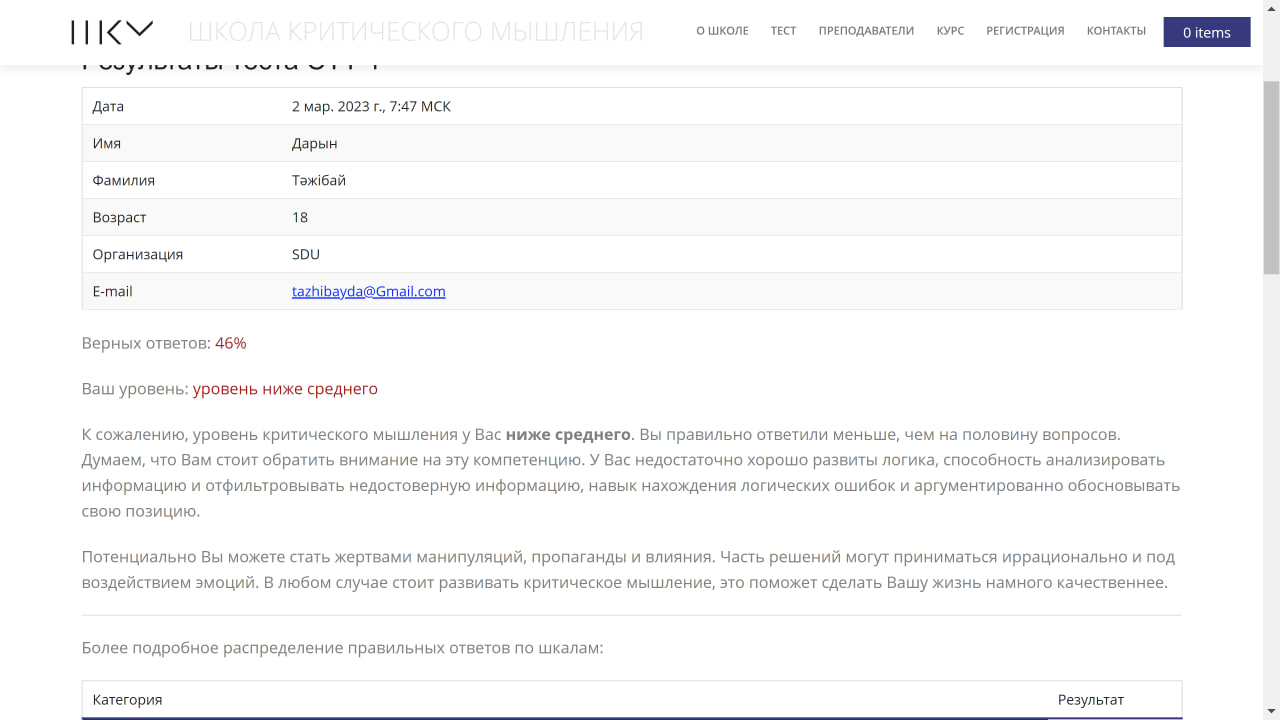 ШКОЛА КРИТИЧЕСКОГО МЫШЛЕНИЯ
О ШКОЛЕ ТЕСТ ПРЕПОДАВАТЕЛИ КУРС РЕГИСТРАЦИЯ КОНТАКТЫ 0 items
Результаты теста
Дата 2 мар. 2023 г., 7:47 МСК
Имя Дарын
Фамилия Тәжібай
Возраст 18
Организация SDU
E-mail tazhibayda@Gmail.com
Верных ответов: 46%
Ваш уровень: уровень ниже среднего
К сожалению, уровень критического мышления у Вас ниже среднего. Вы правильно ответили меньше, чем на половину вопросов.
Думаем, что Вам стоит обратить внимание на эту компетенцию. У Вас недостаточно хорошо развиты логика, способность анализировать
информацию и отфильтровывать недостоверную информацию, навык нахождения логических ошибок и аргументированно обосновывать
свою позицию.
Потенциально Вы можете стать жертвами манипуляций, пропаганды и влияния. Часть решений могут приниматься иррационально и под
воздействием эмоций. В любом случае стоит развивать критическое мышление, это поможет сделать Вашу жизнь намного качественнее.
Более подробное распределение правильных ответов по шкалам:
Категория Результат